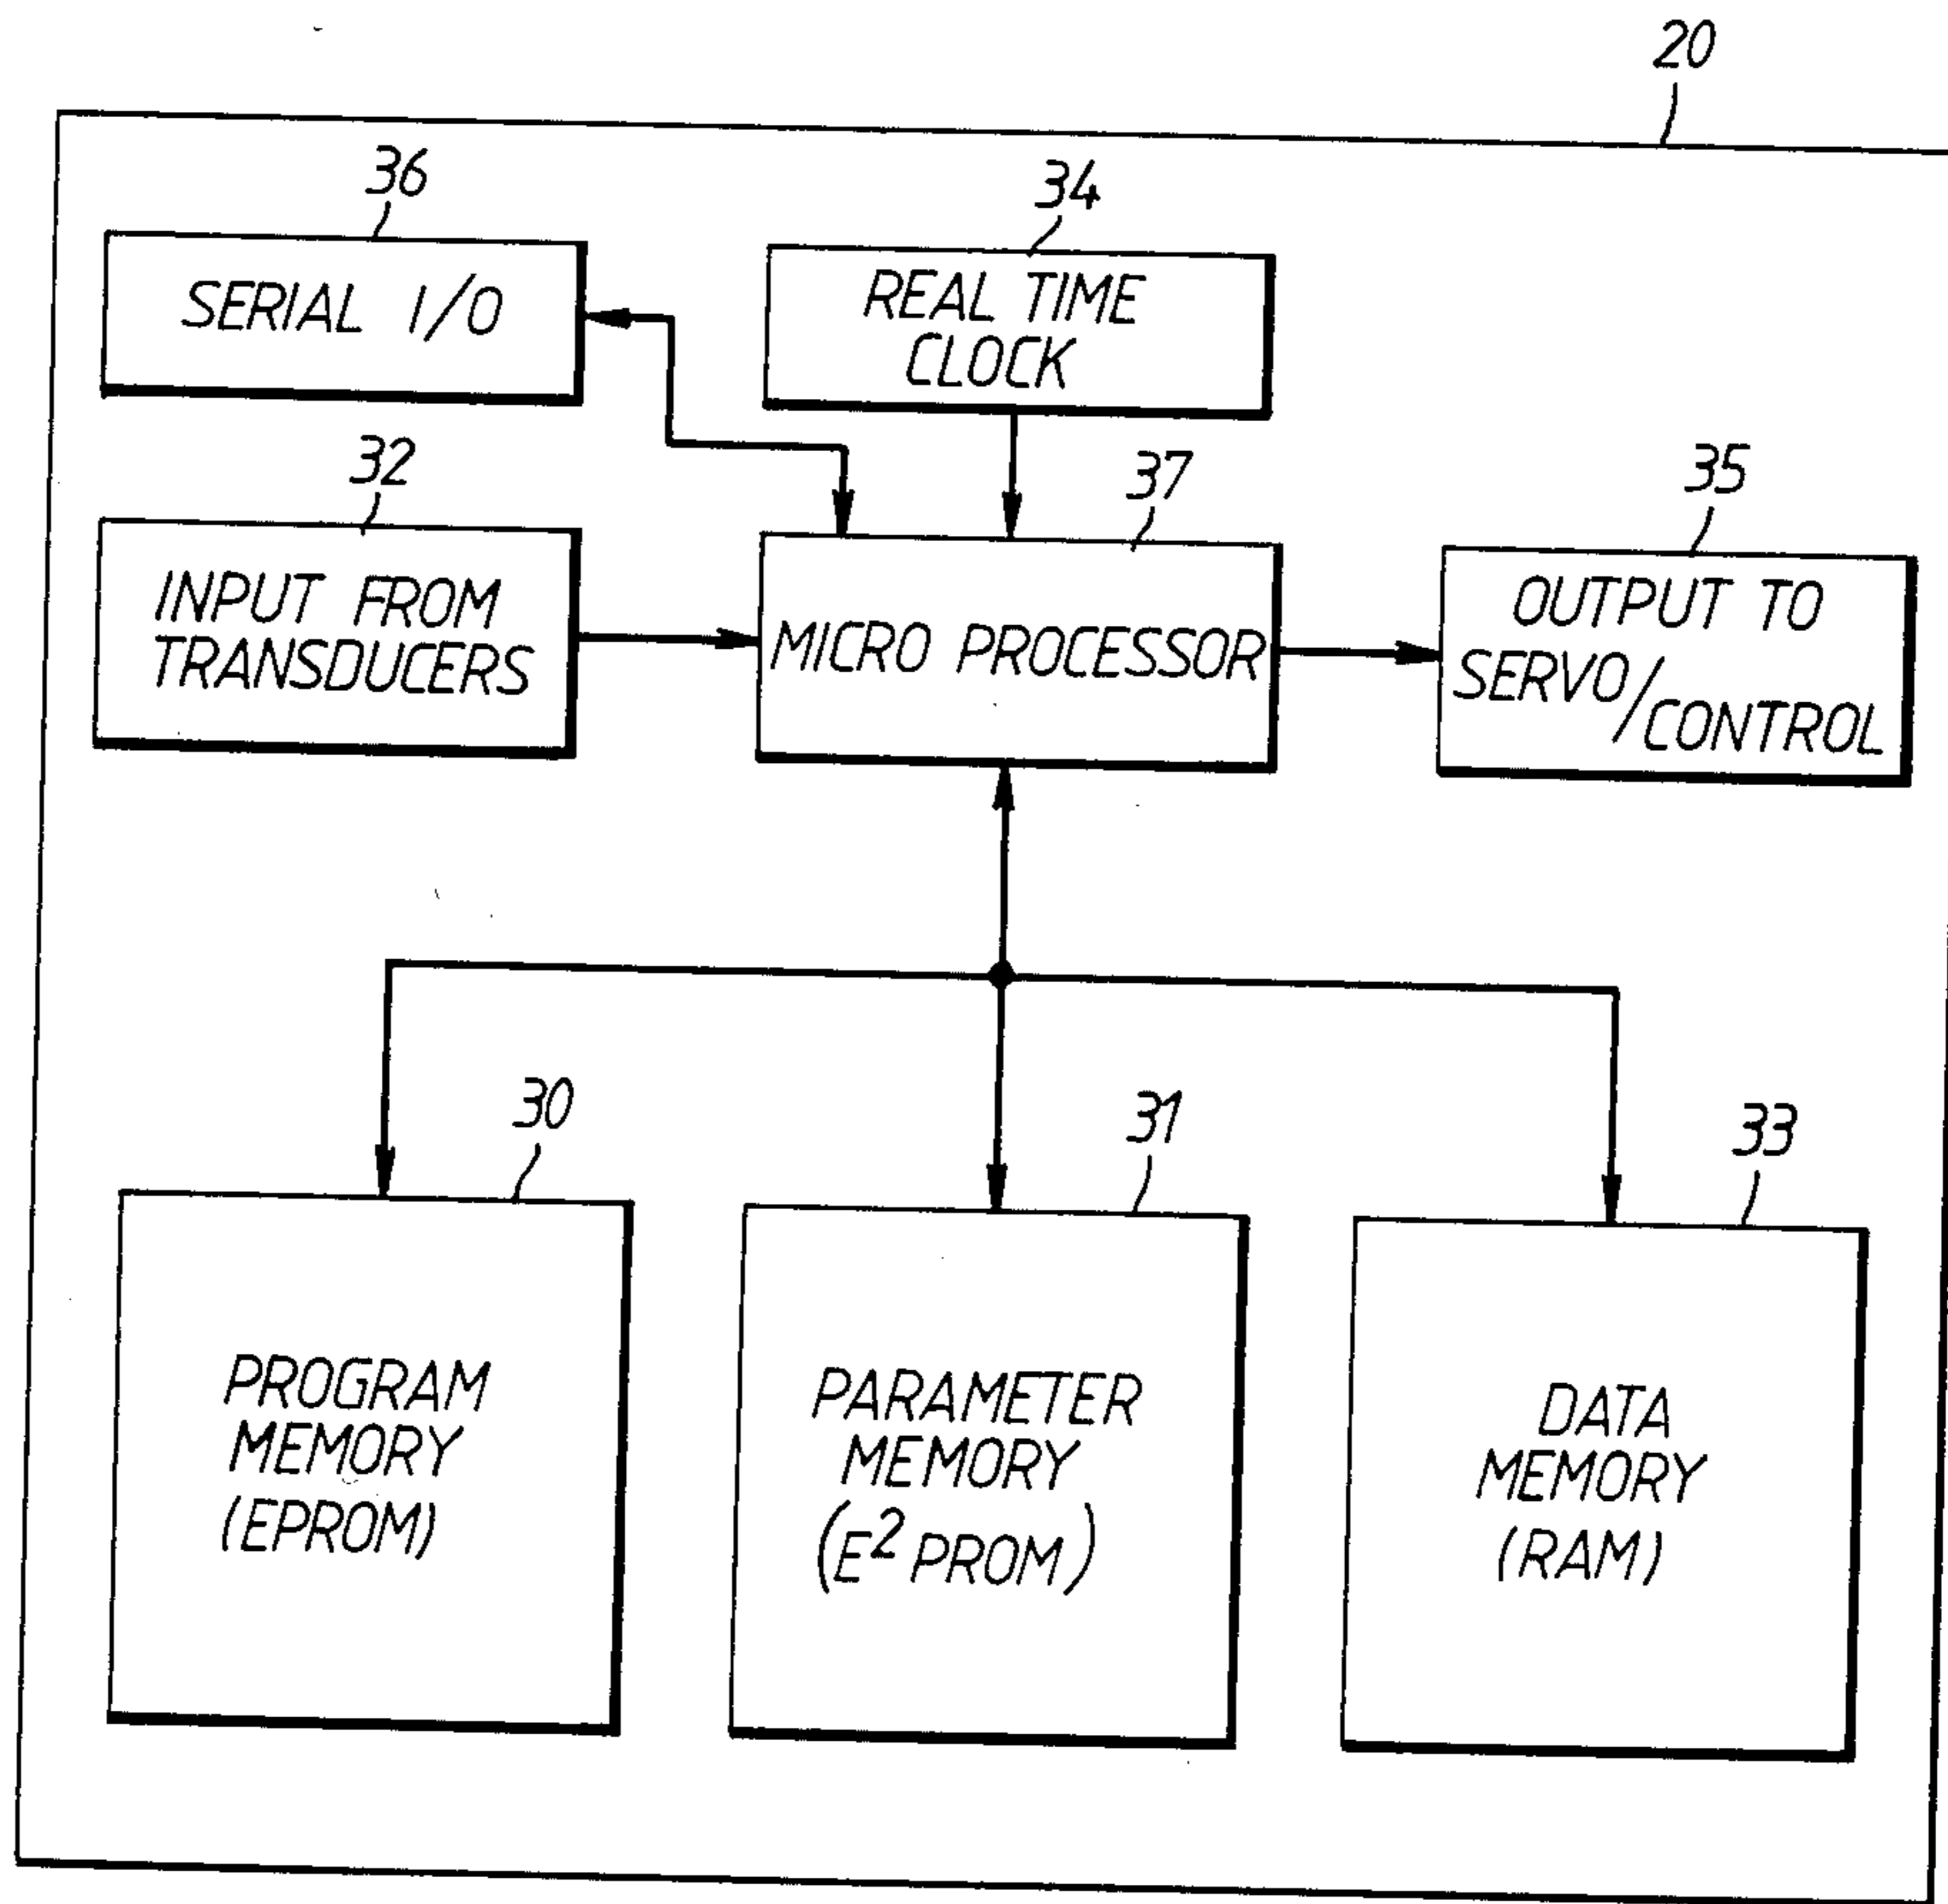 20
36
SERIAL I/O
34
REAL TIME
CLOCK
32
INPUT FROM
TRANSDUCERS
37
MICRO PROCESSOR
35
OUTPUT TO
SERVO/CONTROL
30
PROGRAM
MEMORY
(EPROM)
31
PARAMETER
MEMORY
(E² PROM)
33
DATA
MEMORY
(RAM)